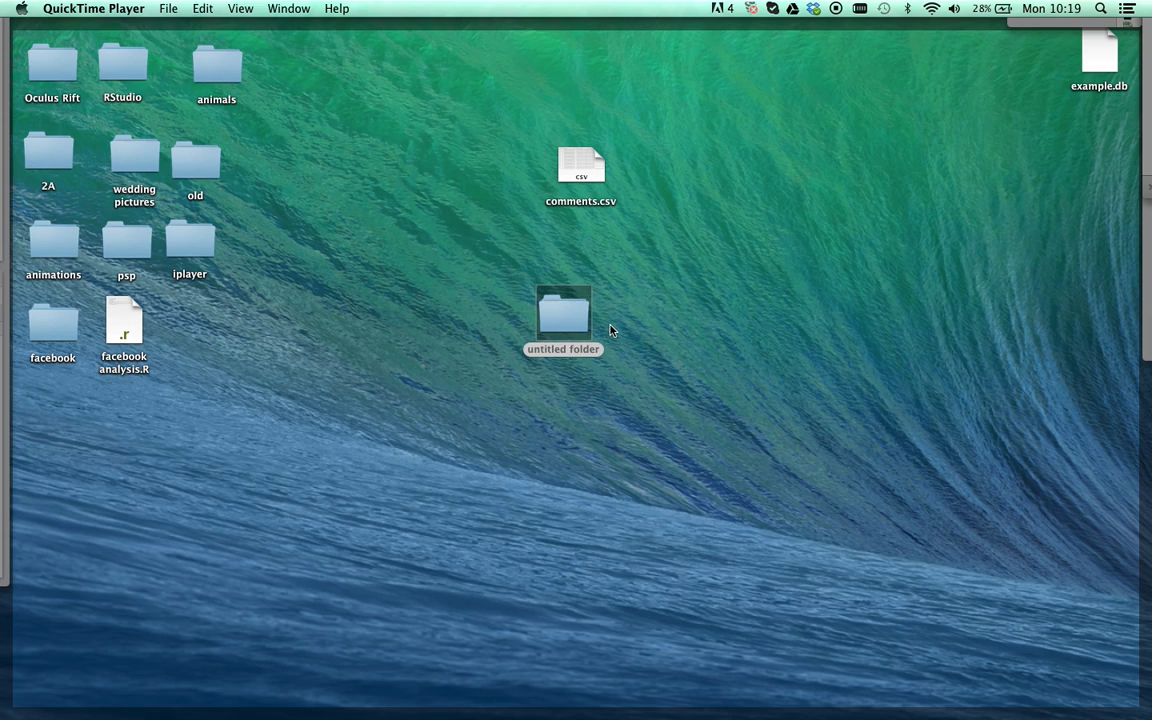 QuickTime Player File Edit View Window Help 4 28% Mon 10:19
Oculus Rift
RStudio
animals
example.db
2A
wedding
pictures
old
csv
comments.csv
animations
psp
iplayer
facebook
.r
facebook
analysis.R
untitled folder